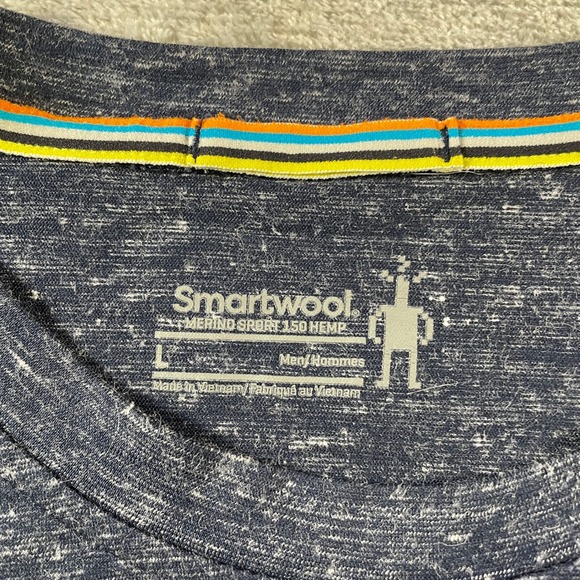 Smartwool®
MERINO SPORT 150 HEMP
L Men/Hommes
Made in Vietnam/Fabriqué au Vietnam